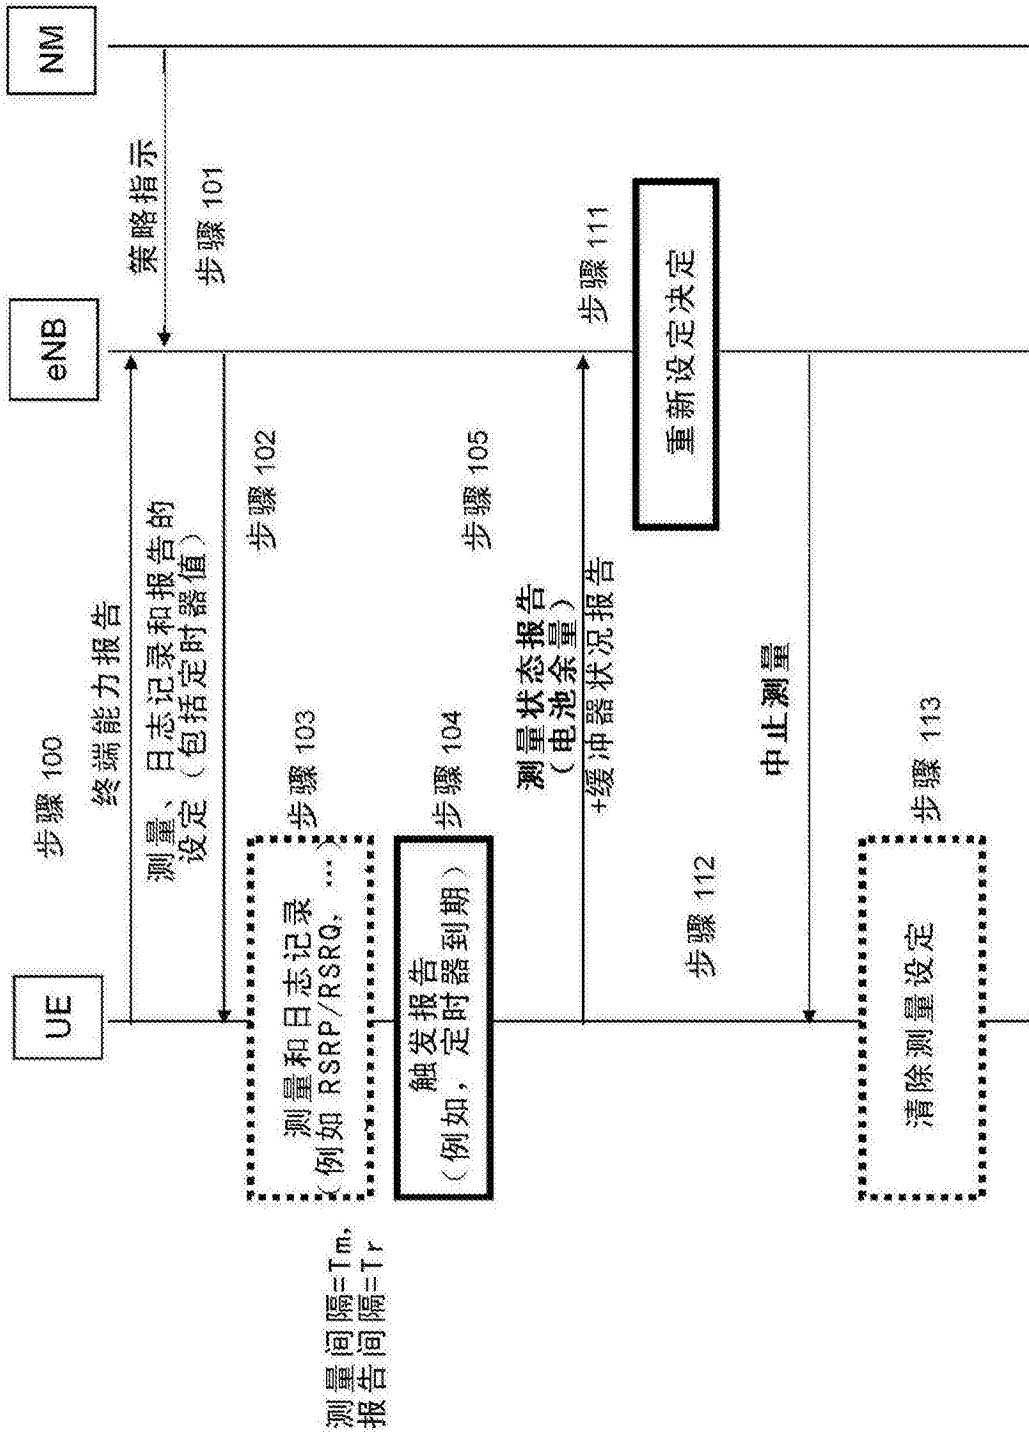 UE
eNB
NM
步骤 100
终端能力报告
策略指示
步骤 101
测量、日志记录和报告的
设定（包括定时器值）
步骤 102
测量和日志记录
（例如 RSRP/RSRQ, …）
步骤 103
测量间隔=Tm,
报告间隔=Tr
触发报告
（例如，定时器到期）
步骤 104
步骤 105
测量状态报告
（电池余量）
+缓冲器状况报告
步骤 111
重新设定决定
步骤 112
中止测量
清除测量设定
步骤 113